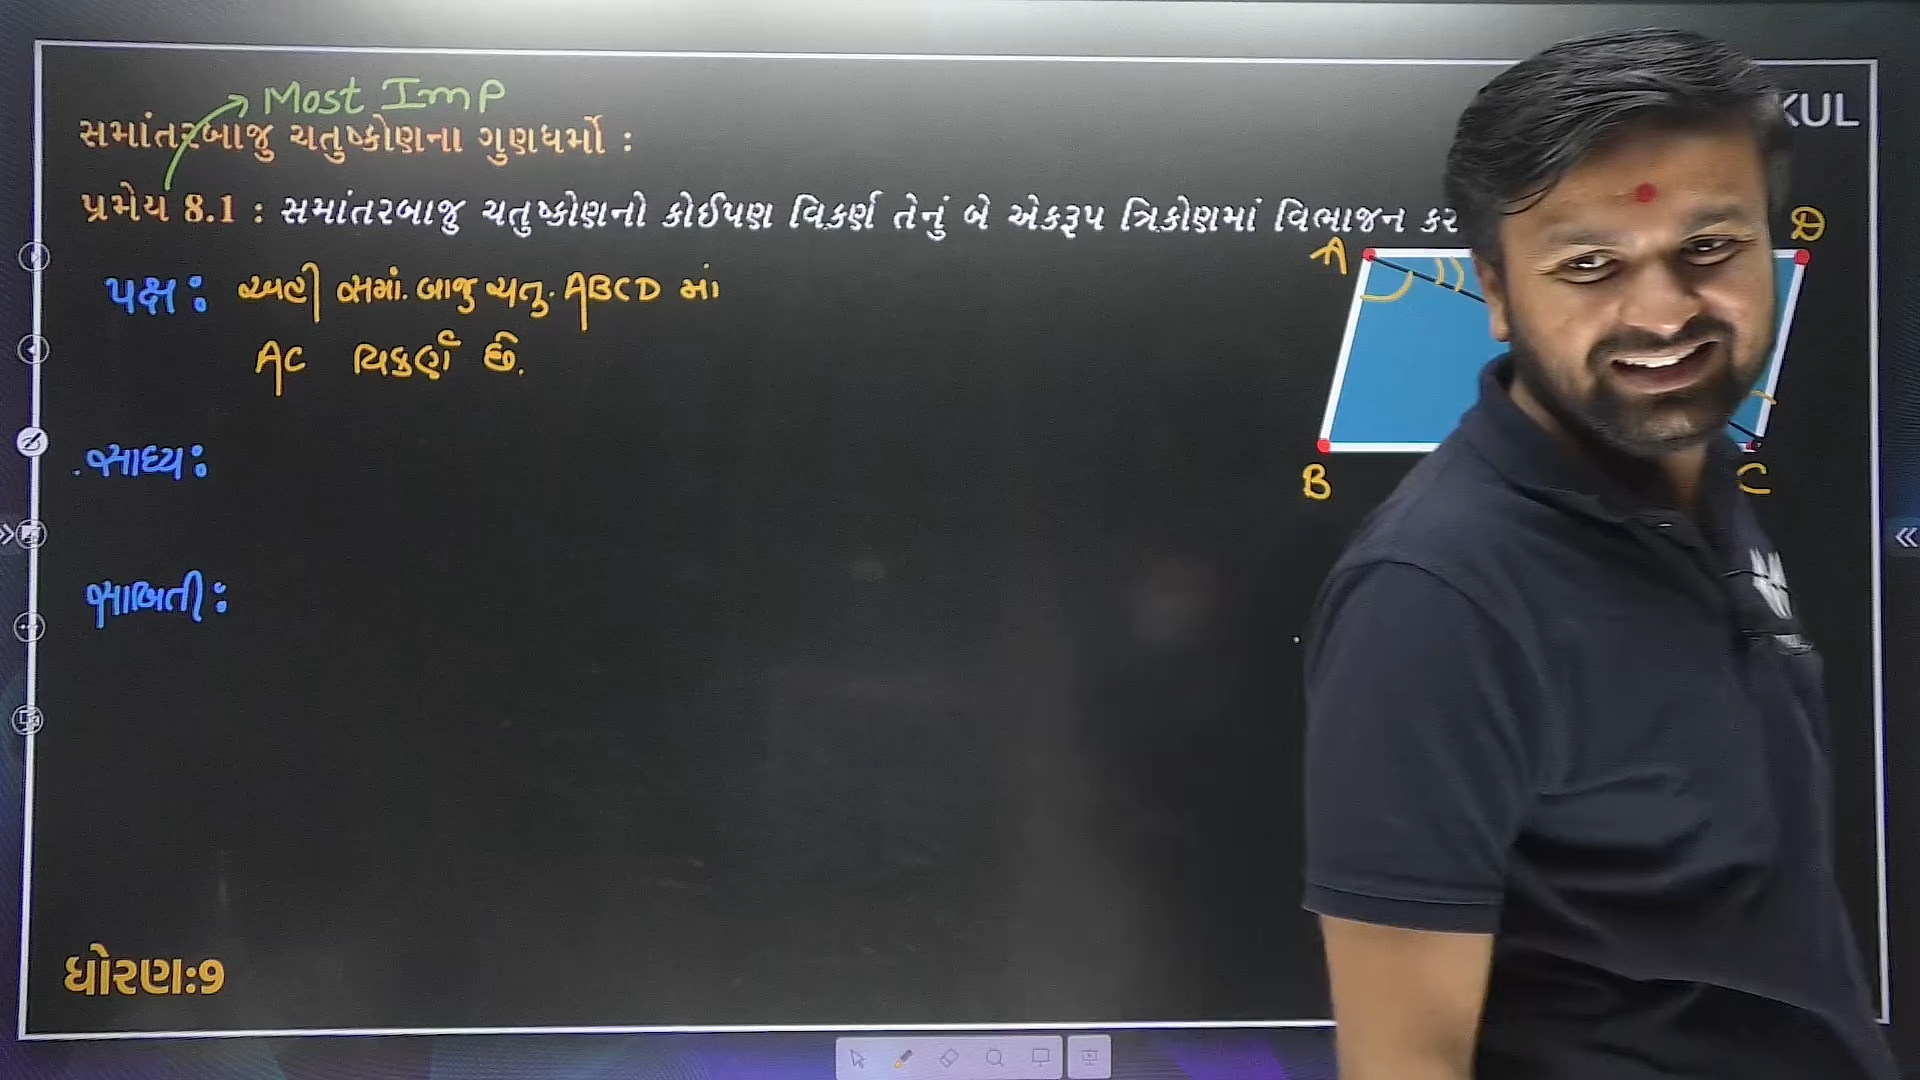 Most Imp
સમાંતરબાજુ ચતુષ્કોણના ગુણધર્મો :
KUL
પ્રમેય 8.1 : સમાંતરબાજુ ચતુષ્કોણનો કોઈપણ વિકર્ણ તેનું બે એકરૂપ ત્રિકોણમાં વિભાજન કર
A D
પક્ષ: અહી સમાં. બાજુ ચતુ. ABCD માં
AC વિકર્ણ છે.
B C
સાધ્ય:
સાબિતી:
ધોરણ:9